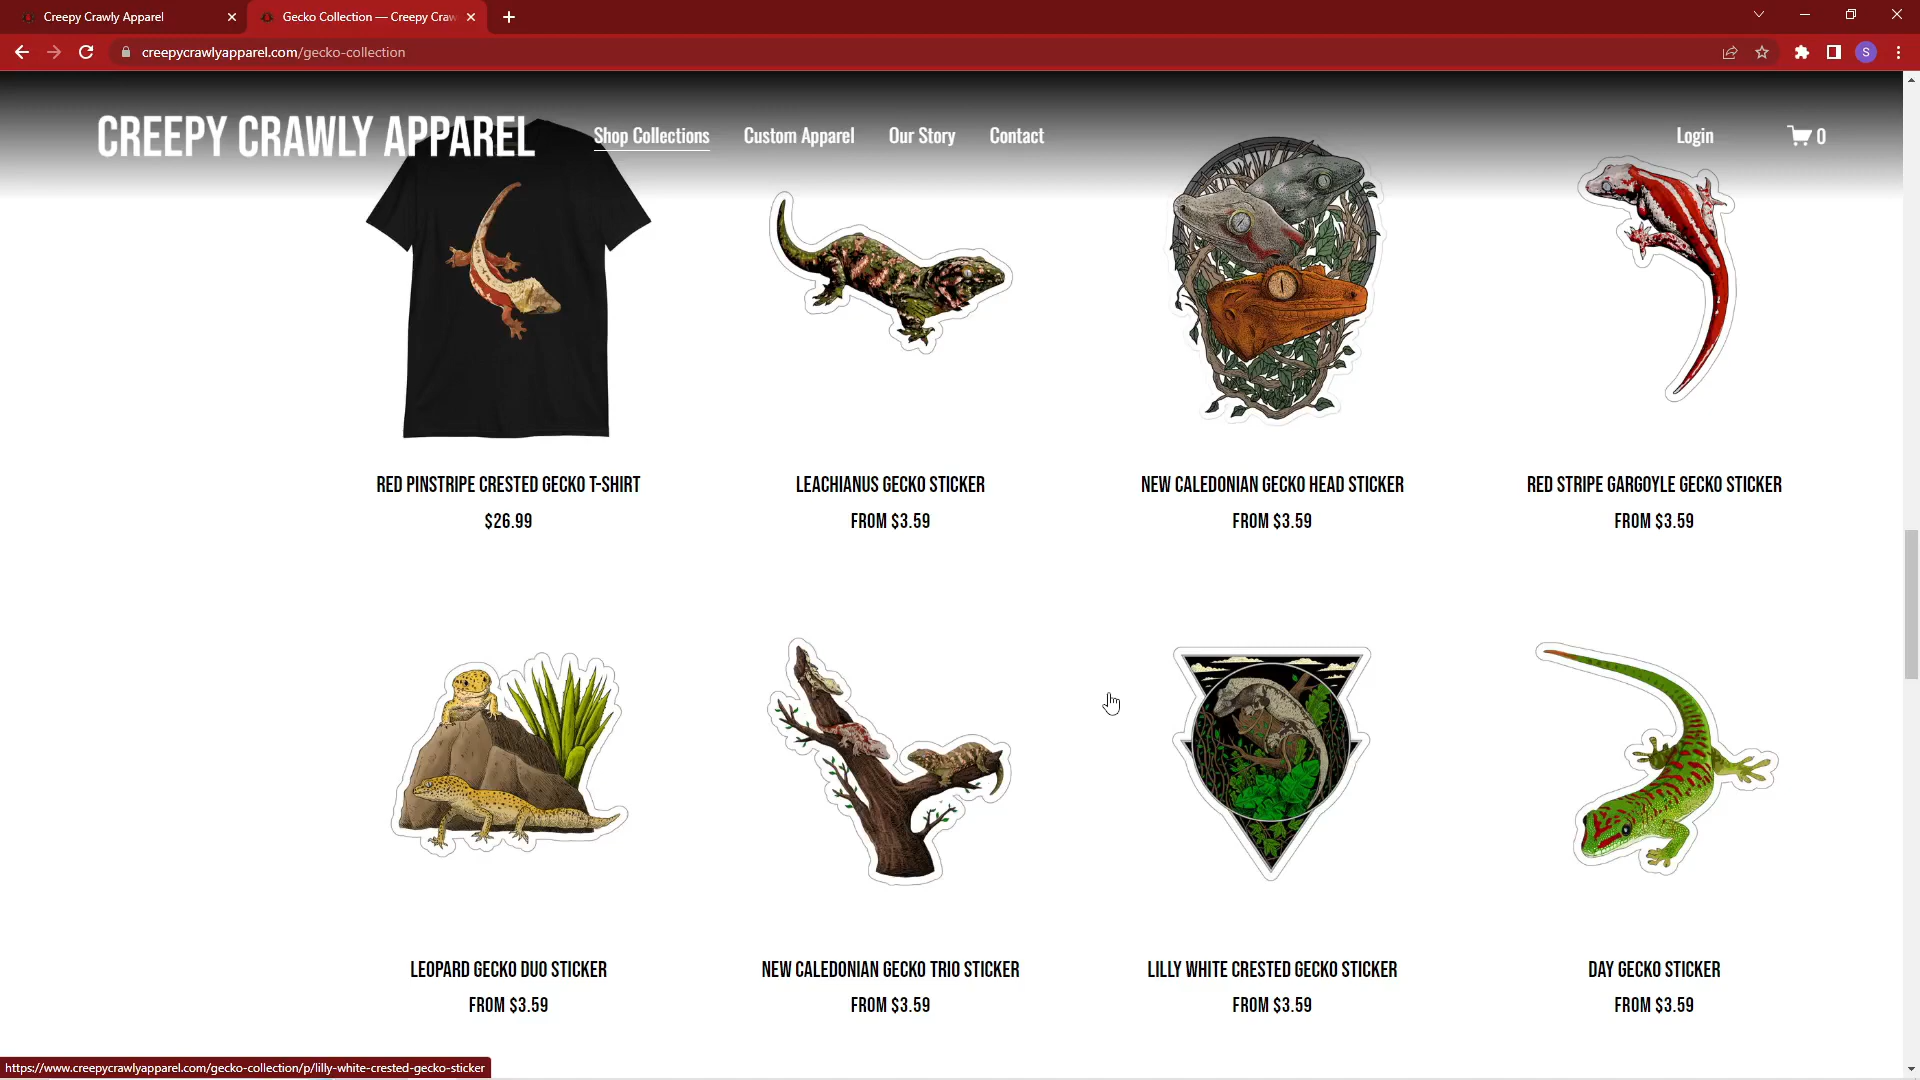 Creepy Crawly Apparel
Gecko Collection — Creepy Craw
creepycrawlyapparel.com/gecko-collection
S
CREEPY CRAWLY APPAREL
Shop Collections
Custom Apparel
Our Story
Contact
Login
0
RED PINSTRIPE CRESTED GECKO T-SHIRT
$26.99
LEACHIANUS GECKO STICKER
FROM $3.59
NEW CALEDONIAN GECKO HEAD STICKER
FROM $3.59
RED STRIPE GARGOYLE GECKO STICKER
FROM $3.59
LEOPARD GECKO DUO STICKER
FROM $3.59
NEW CALEDONIAN GECKO TRIO STICKER
FROM $3.59
LILLY WHITE CRESTED GECKO STICKER
FROM $3.59
DAY GECKO STICKER
FROM $3.59
https://www.creepycrawlyapparel.com/gecko-collection/p/lilly-white-crested-gecko-sticker